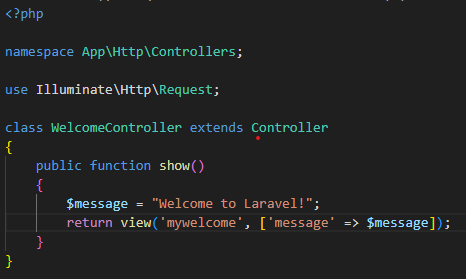 <?php
namespace App\Http\Controllers;
use Illuminate\Http\Request;
class WelcomeController extends Controller
{
    public function show()
    {
        $message = "Welcome to Laravel!";
        return view('mywelcome', ['message' => $message]);
    }
}